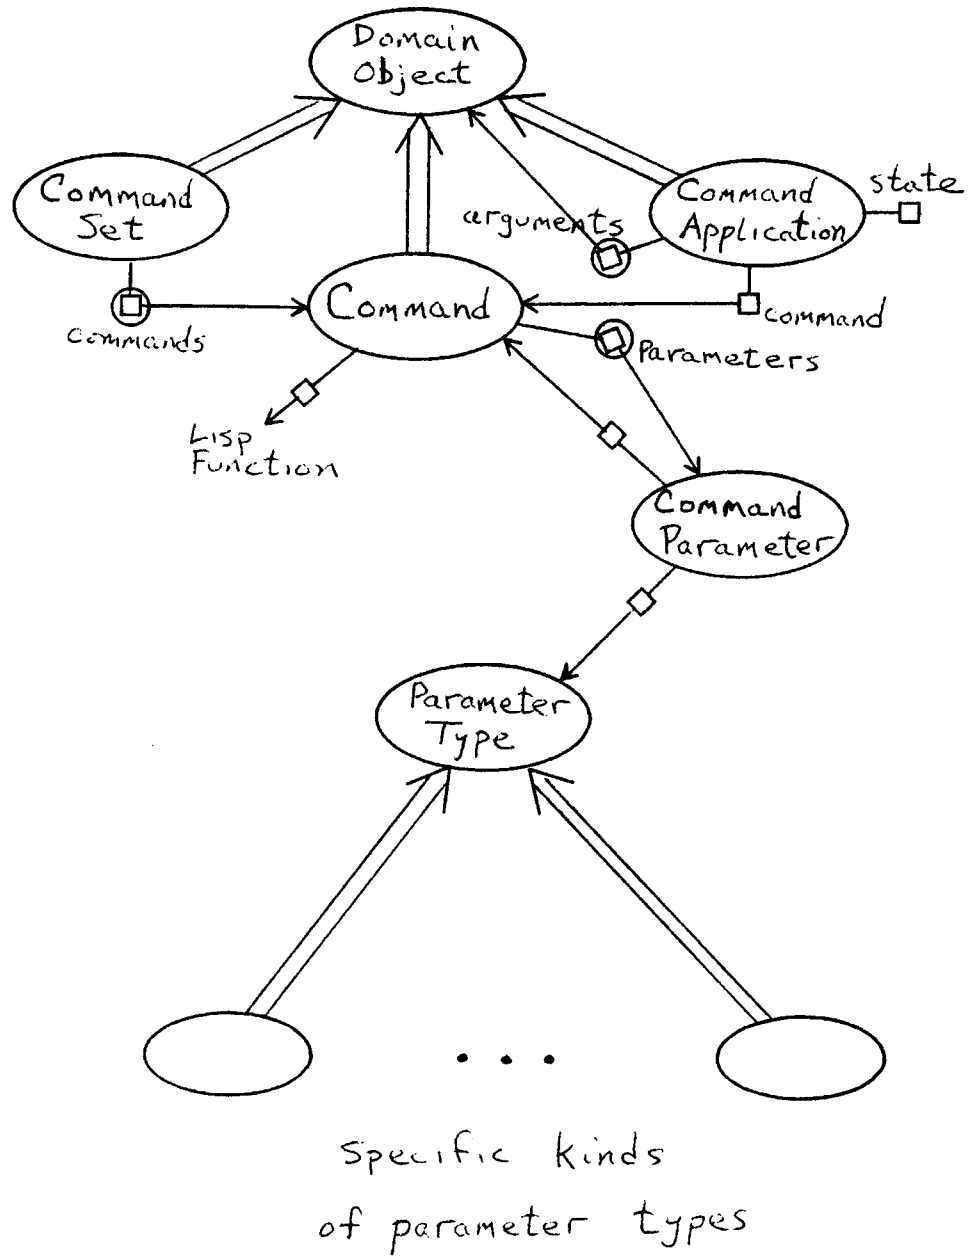 Domain
Object
Command
Set
Command
Application
state
arguments
Command
commands
command
Parameters
Lisp
Function
Command
Parameter
Parameter
Type
Specific kinds
of parameter types